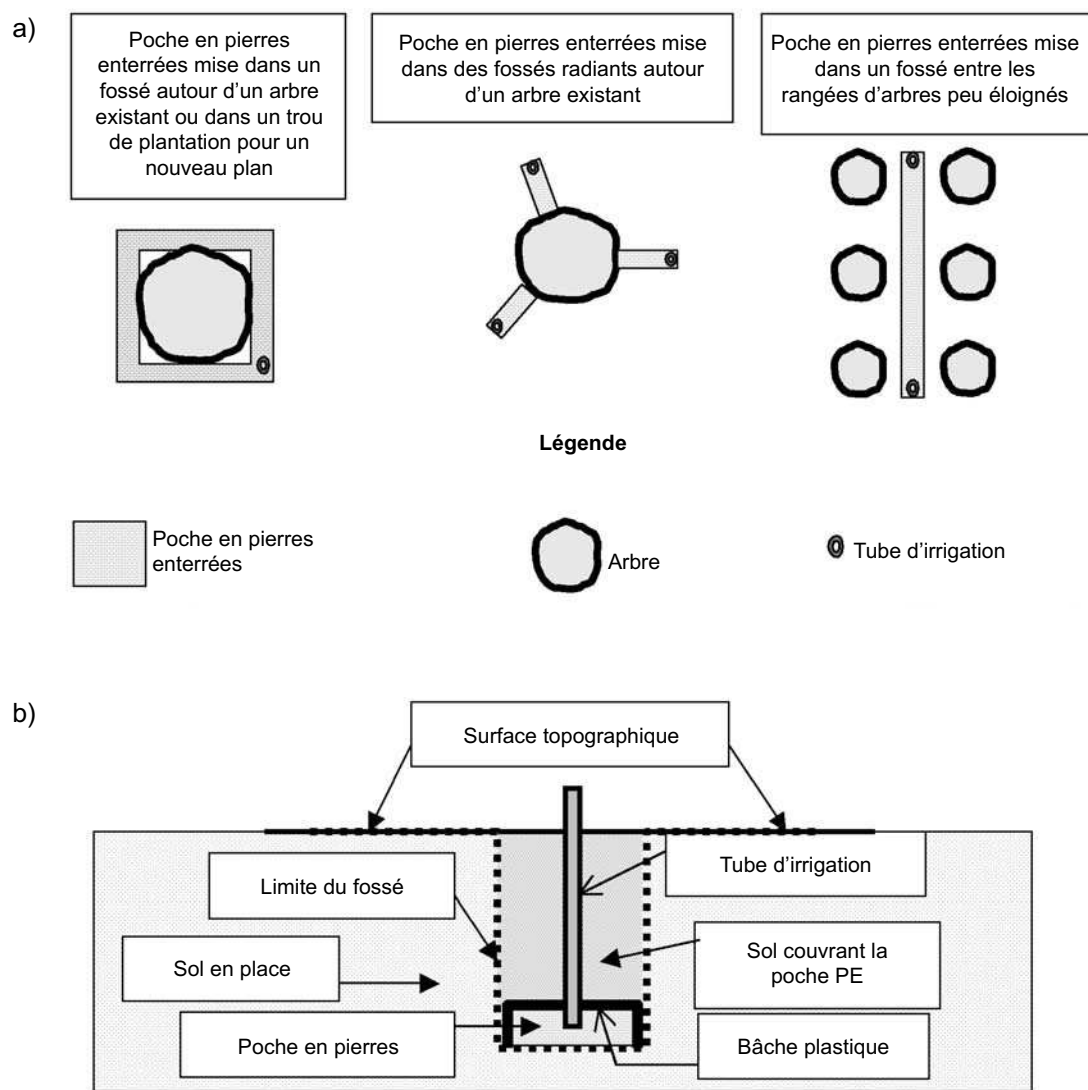 a)
Poche en pierres
enterrées mise dans un
fossé autour d'un arbre
existant ou dans un trou
de plantation pour un
nouveau plan
Poche en pierres enterrées mise
dans des fossés radiants autour
d'un arbre existant
Poche en pierres enterrées mise
dans un fossé entre les
rangées d'arbres peu éloignés
Légende
Poche en pierres
enterrées
Arbre
Tube d'irrigation
b)
Surface topographique
Limite du fossé
Tube d'irrigation
Sol en place
Sol couvrant la
poche PE
Poche en pierres
Bâche plastique